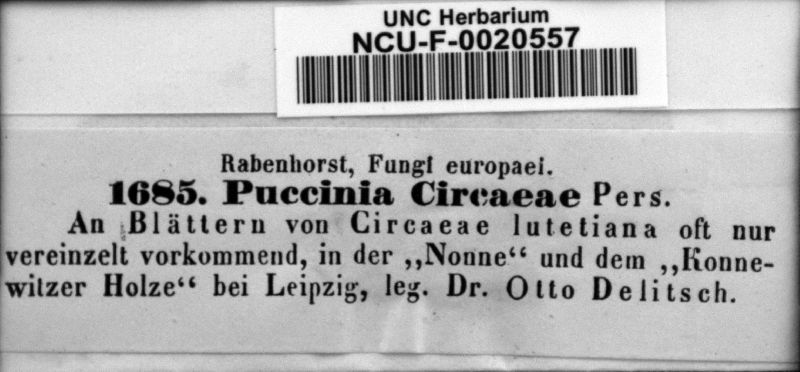 UNC Herbarium
NCU-F-0020557
Rabenhorst, Fungi europaei.
1685. Puccinia Circaeae Pers.
An Blättern von Circaeae lutetiana oft nur
vereinzelt vorkommend, in der „Nonne“ und dem „Konne-
witzer Holze“ bei Leipzig, leg. Dr. Otto Delitsch.